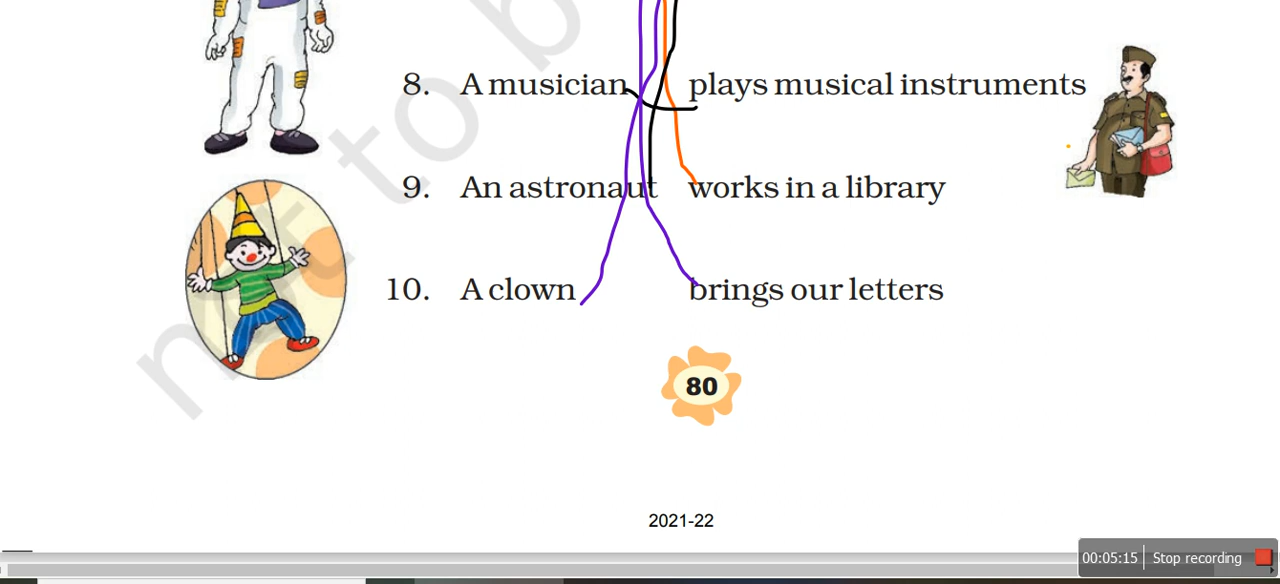 8. A musician plays musical instruments
9. An astronaut works in a library
10. A clown brings our letters
80
2021-22
00:05:15 Stop recording